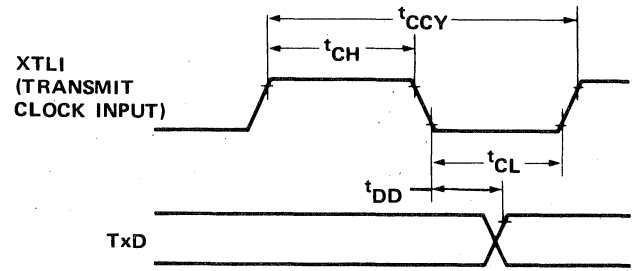 tCCY
tCH
XTLI
(TRANSMIT
CLOCK INPUT)
tCL
tDD
TxD